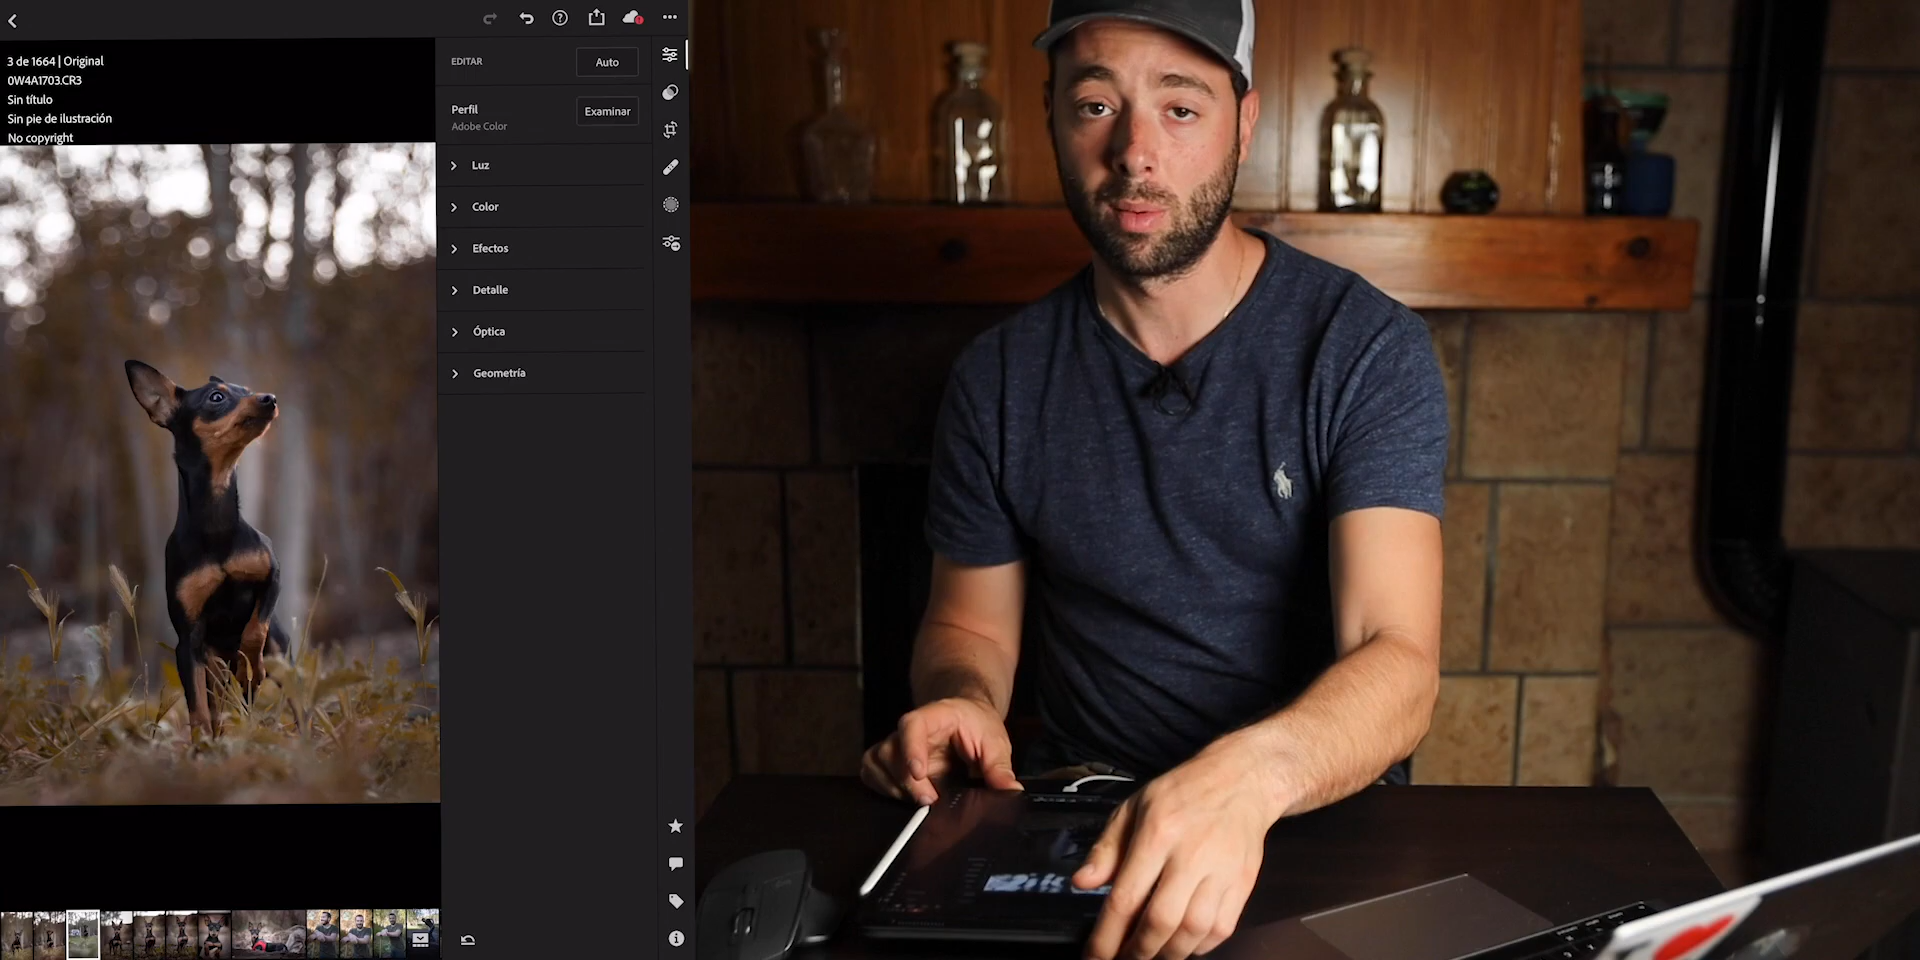 3 de 1664 | Original
0W4A1703.CR3
Sin título
Sin pie de ilustración
No copyright
EDITAR
Auto
Perfil
Adobe Color
Examinar
Luz
Color
Efectos
Detalle
Óptica
Geometría